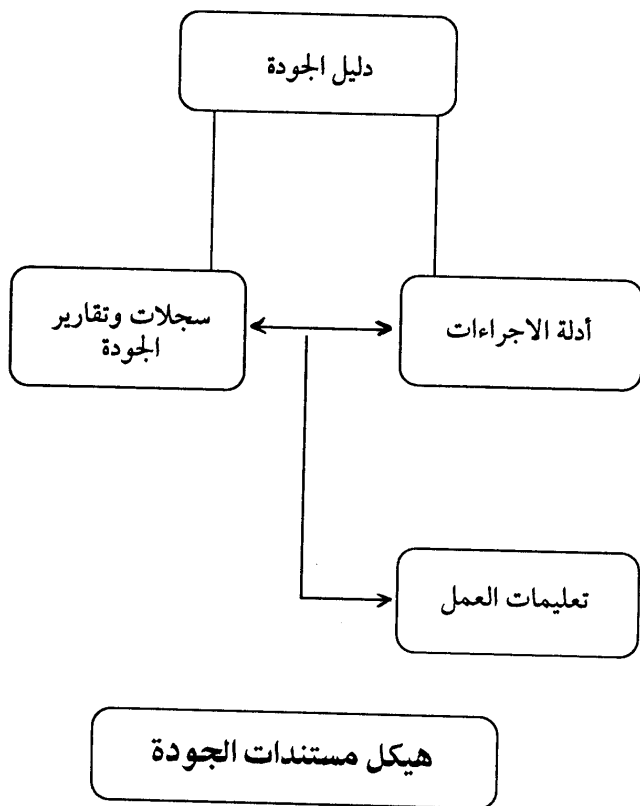 دليل الجودة
أدلة الاجراءات
سجلات وتقارير
الجودة
تعليمات العمل
هيكل مستندات الجودة